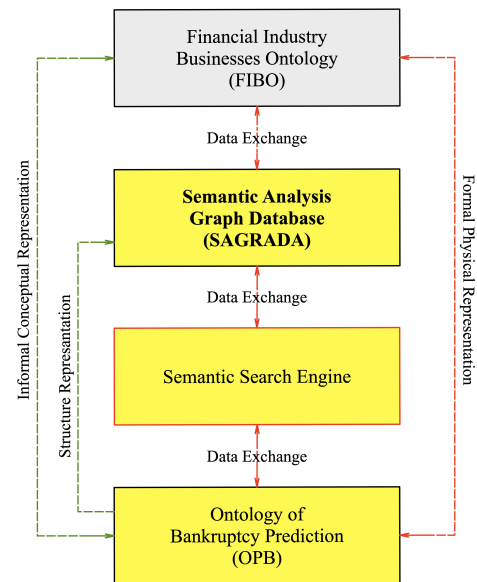 Financial Industry
Businesses Ontology
(FIBO)
Data Exchange
Semantic Analysis
Graph Database
(SAGRADA)
Data Exchange
Semantic Search Engine
Data Exchange
Ontology of
Bankruptcy Prediction
(OPB)
Informal Conceptual Representation
Structure Represantation
Formal Physical Representation